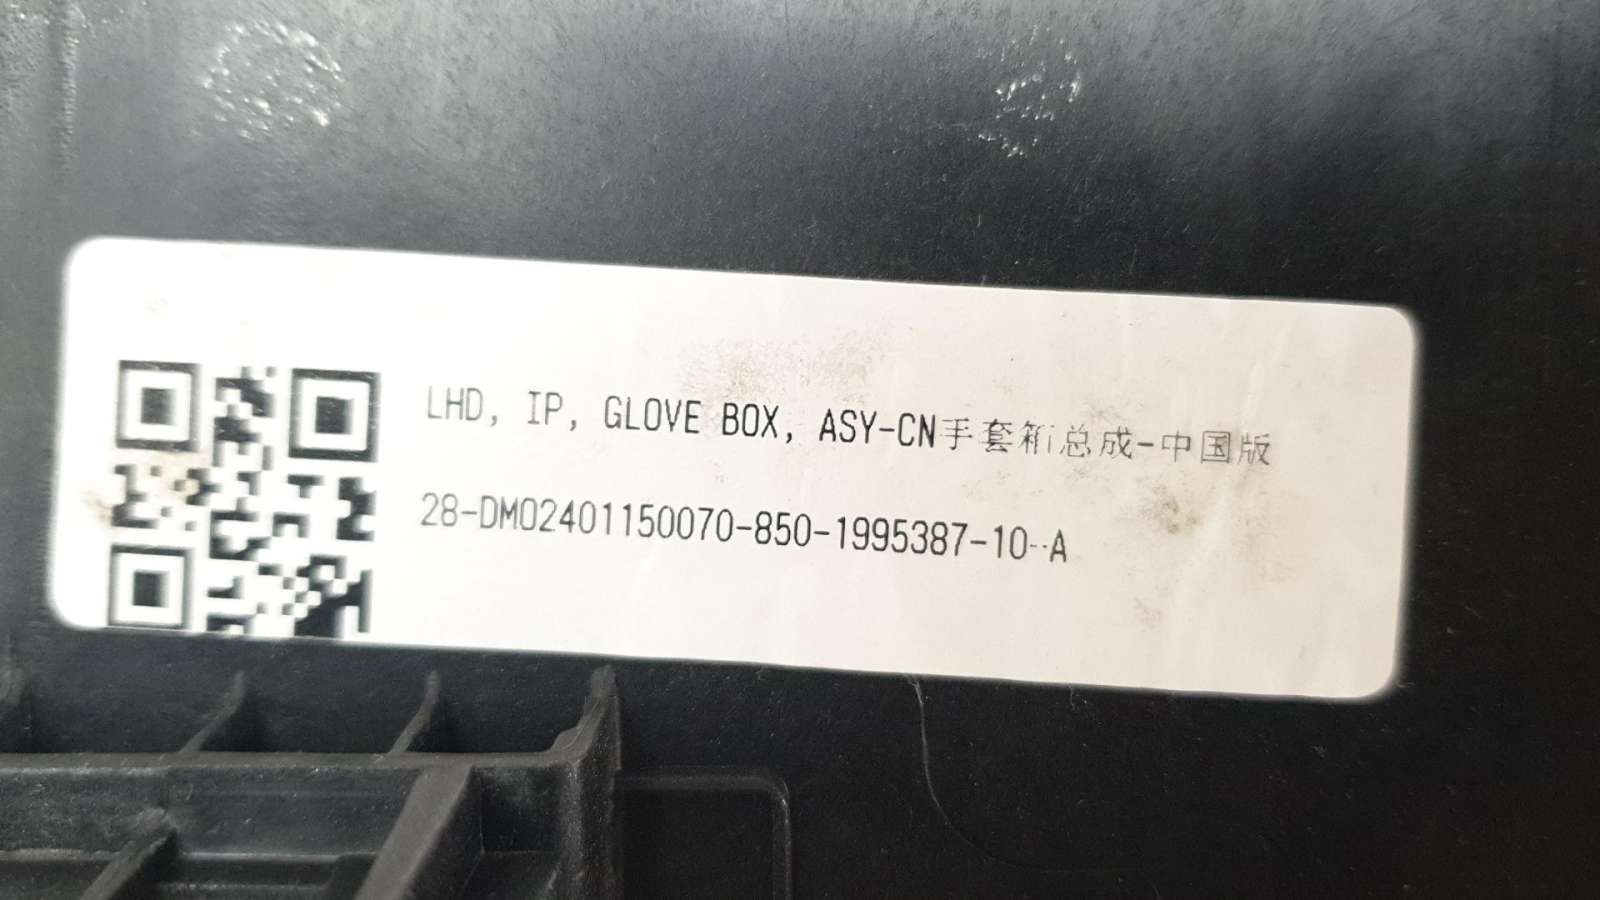 LHD, IP, GLOVE BOX, ASY-CN手套箱总成-中国版
28-DM02401150070-850-1995387-10--A